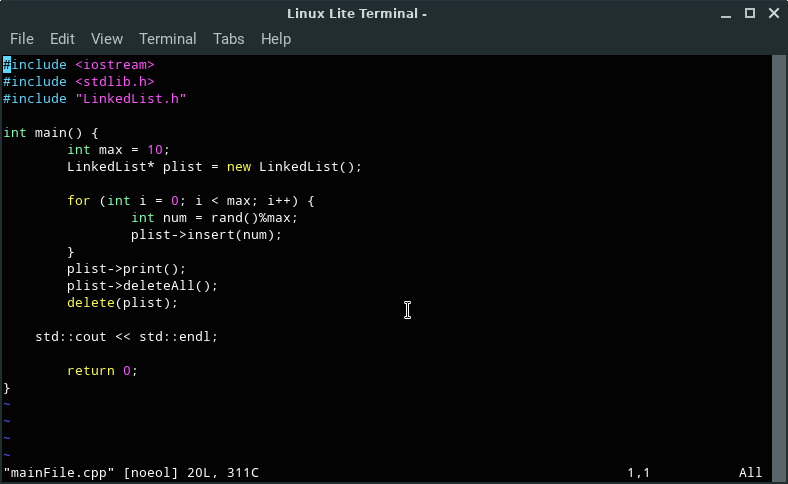 Linux Lite Terminal -
File Edit View Terminal Tabs Help
#include <iostream>
#include <stdlib.h>
#include "LinkedList.h"

int main() {
        int max = 10;
        LinkedList* plist = new LinkedList();

        for (int i = 0; i < max; i++) {
                int num = rand()%max;
                plist->insert(num);
        }
        plist->print();
        plist->deleteAll();
        delete(plist);

    std::cout << std::endl;

        return 0;
}
~
~
~
~
"mainFile.cpp" [noeol] 20L, 311C 1,1 All